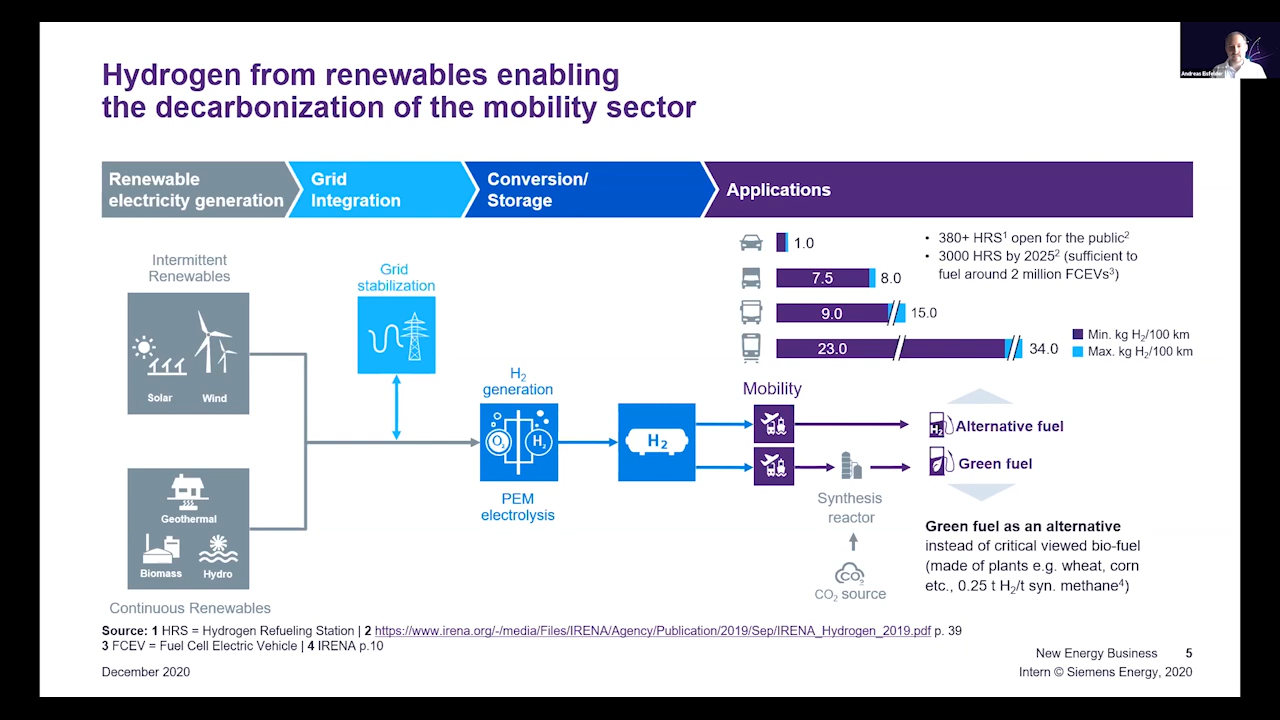 Hydrogen from renewables enabling
the decarbonization of the mobility sector
Andreas Eisfelder
Renewable
electricity generation
Grid
Integration
Conversion/
Storage
Applications
Intermittent
Renewables
Solar
Wind
Geothermal
Biomass
Hydro
Continuous Renewables
Grid
stabilization
H₂
generation
O₂
H₂
PEM
electrolysis
H₂
1.0
7.5
8.0
9.0
15.0
23.0
34.0
• 380+ HRS¹ open for the public²
• 3000 HRS by 2025² (sufficient to
fuel around 2 million FCEVs³)
Min. kg H₂/100 km
Max. kg H₂/100 km
Mobility
H₂
Alternative fuel
Green fuel
Synthesis
reactor
CO₂
CO₂ source
Green fuel as an alternative
instead of critical viewed bio-fuel
(made of plants e.g. wheat, corn
etc., 0.25 t H₂/t syn. methane⁴)
Source: 1 HRS = Hydrogen Refueling Station | 2 https://www.irena.org/-/media/Files/IRENA/Agency/Publication/2019/Sep/IRENA_Hydrogen_2019.pdf p. 39
3 FCEV = Fuel Cell Electric Vehicle | 4 IRENA p.10
December 2020
New Energy Business 5
Intern © Siemens Energy, 2020